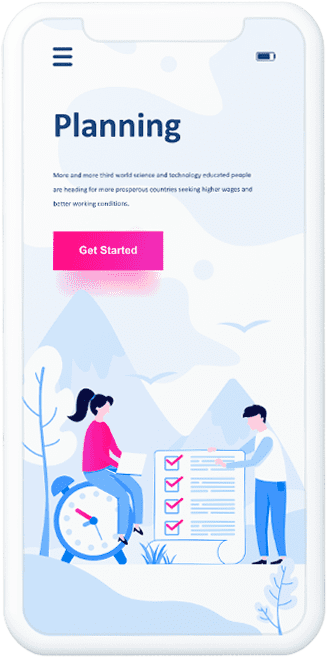 Planning
More and more third world science and technology educated people
are heading for more prosperous countries seeking higher wages and
better working conditions.
Get Started